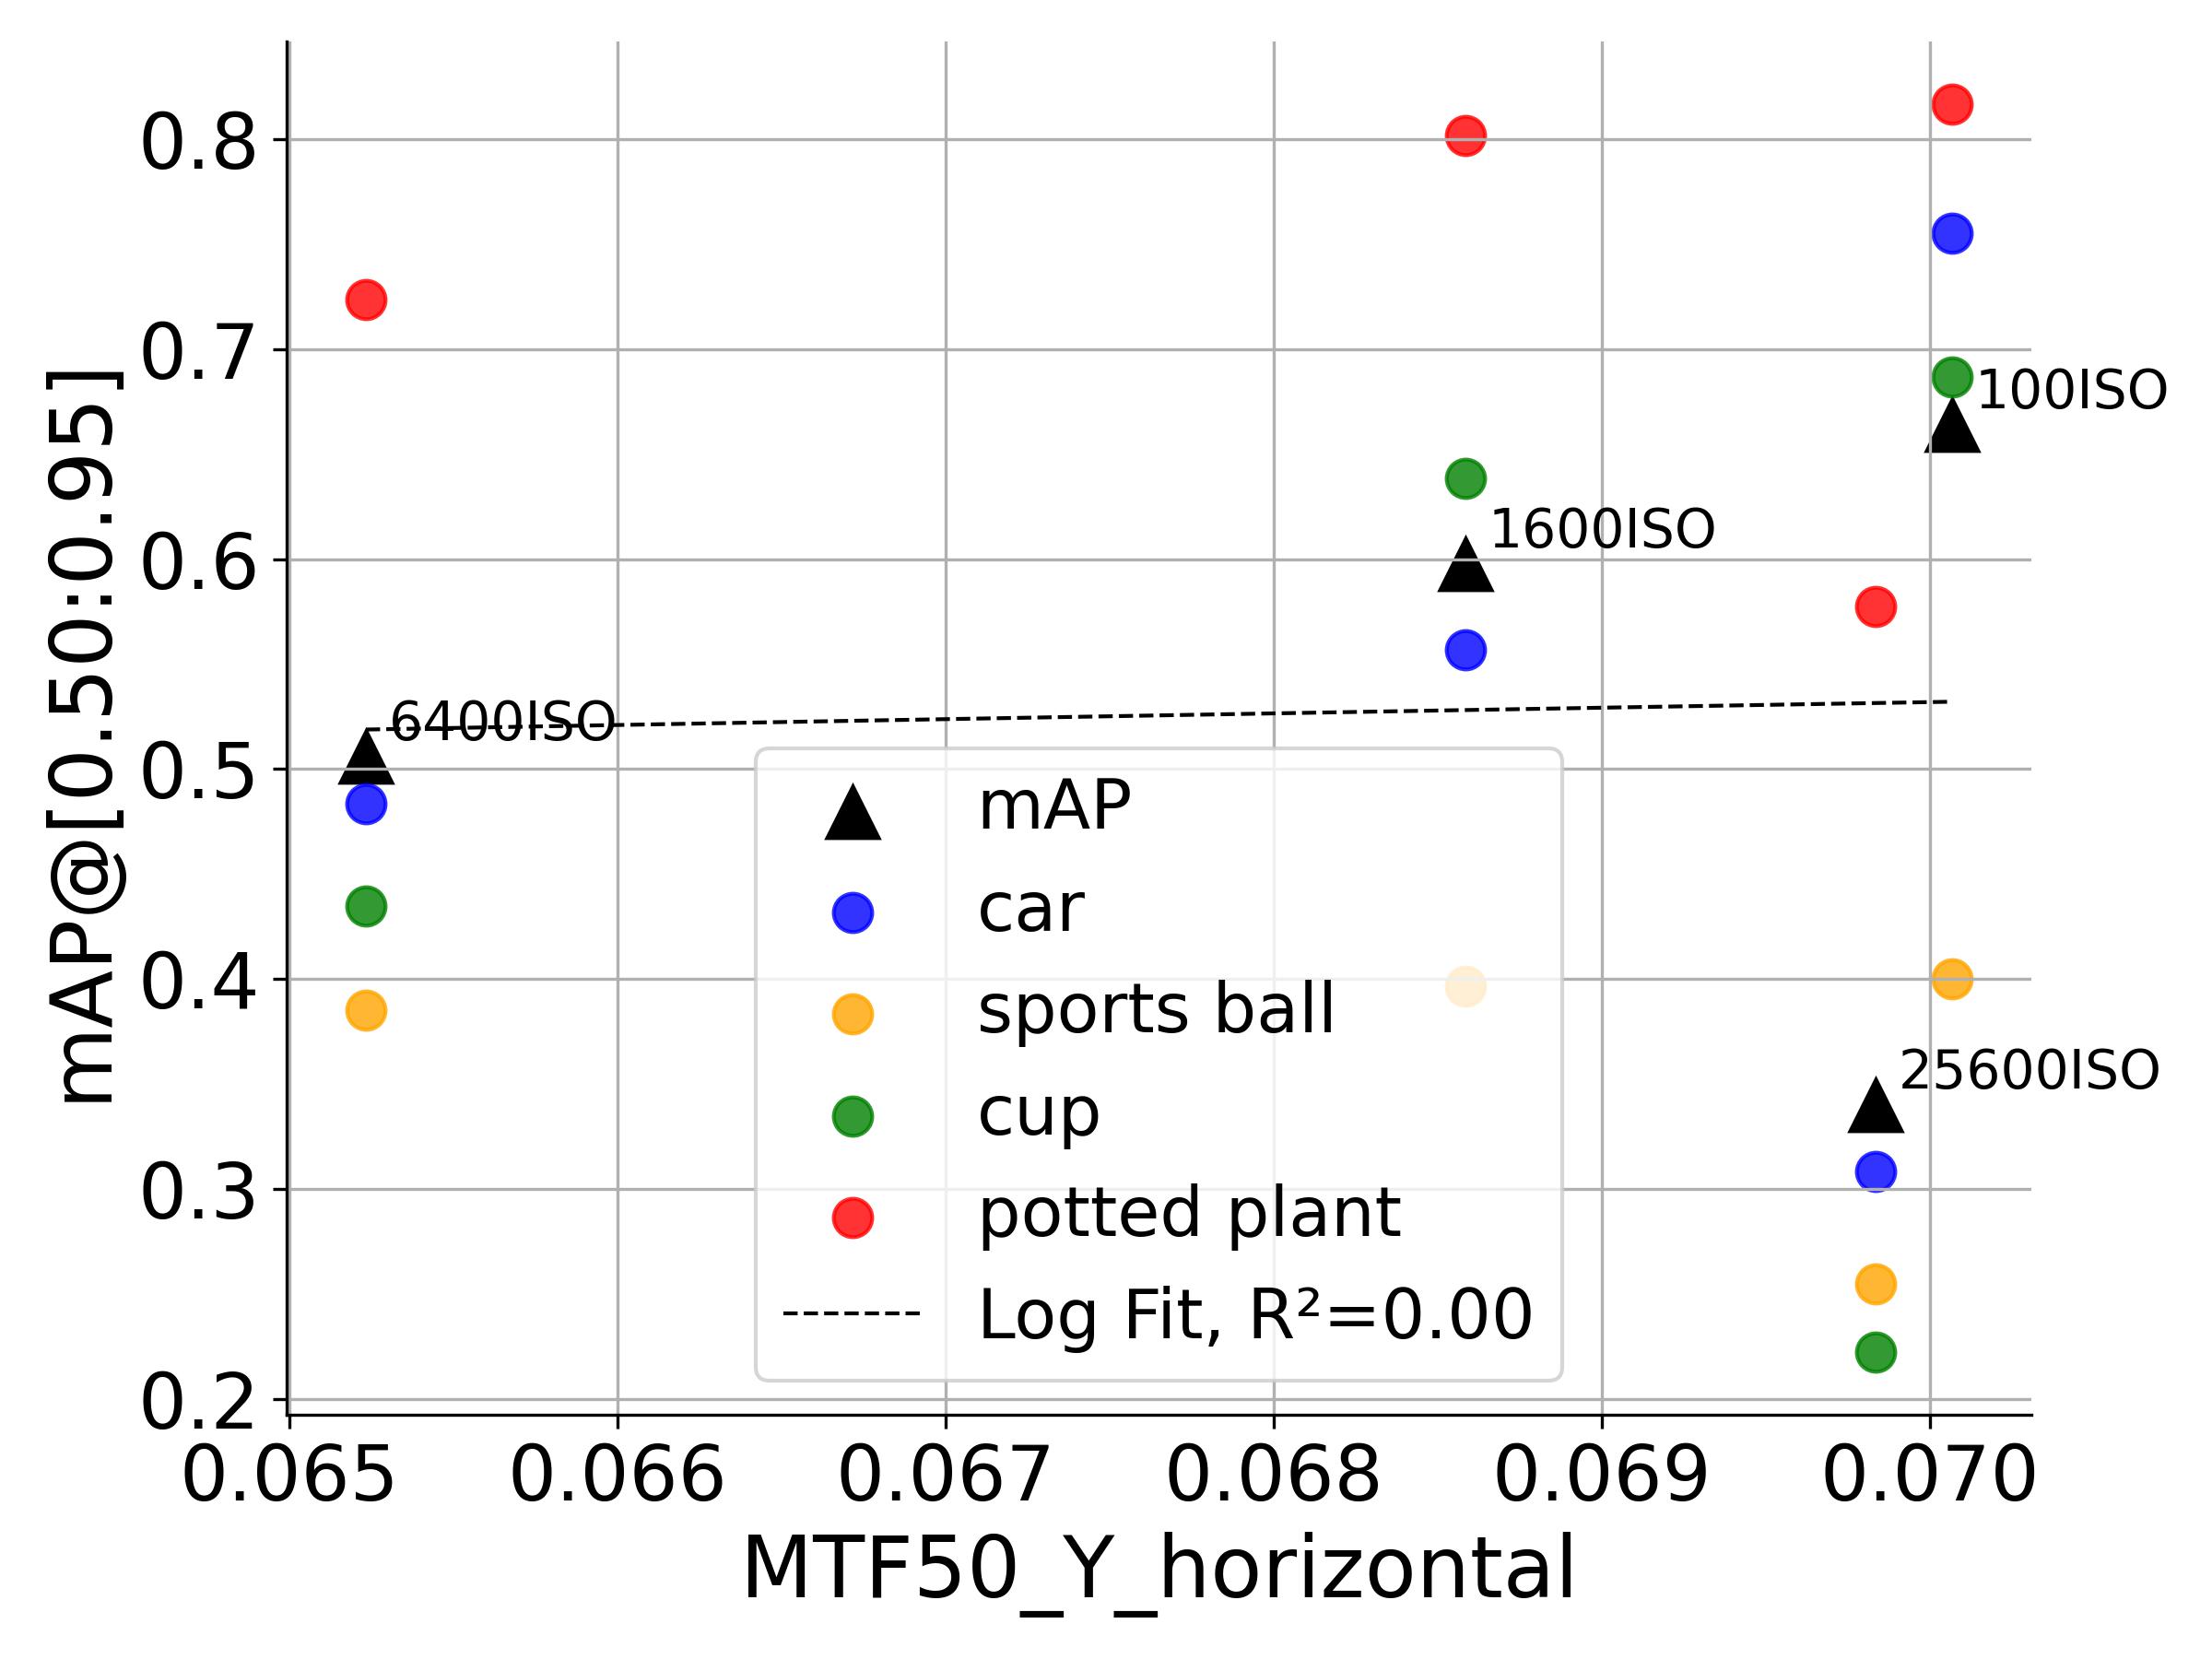 mAP@[0.50:0.95]
0.8
0.7
0.6
0.5
0.4
0.3
0.2
100ISO
1600ISO
6400ISO
25600ISO
mAP
car
sports ball
cup
potted plant
Log Fit, R²=0.00
0.065 0.066 0.067 0.068 0.069 0.070
MTF50_Y_horizontal